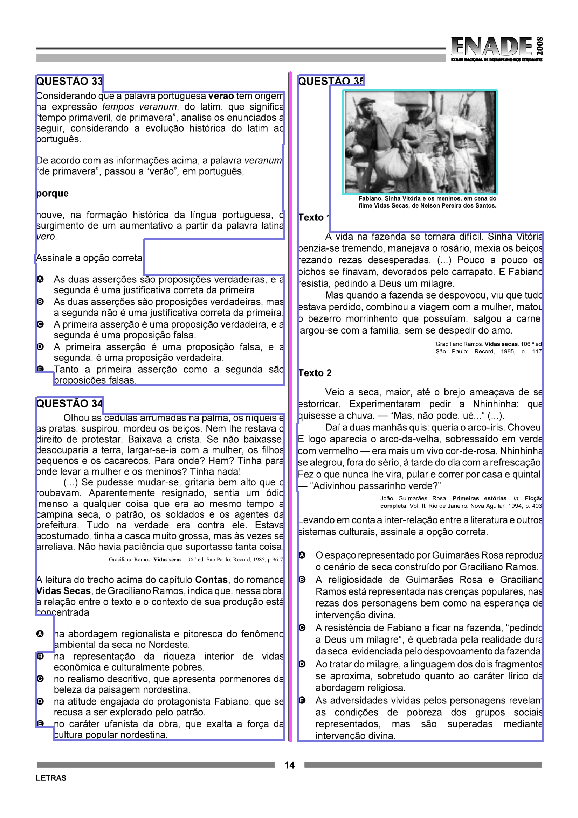 ENADE 2008
EXAME NACIONAL DE DESEMPENHO DOS ESTUDANTES
QUESTÃO 33
Considerando que a palavra portuguesa verão tem origem
na expressão tempos veranum, do latim, que significa
"tempo primaveril, de primavera", analise os enunciados a
seguir, considerando a evolução histórica do latim ao
português.
De acordo com as informações acima, a palavra veranum,
"de primavera", passou a "verão", em português,
porque
houve, na formação histórica da língua portuguesa, o
surgimento de um aumentativo a partir da palavra latina
vero.
Assinale a opção correta.
A As duas asserções são proposições verdadeiras, e a
segunda é uma justificativa correta da primeira.
B As duas asserções são proposições verdadeiras, mas
a segunda não é uma justificativa correta da primeira.
C A primeira asserção é uma proposição verdadeira, e a
segunda é uma proposição falsa.
D A primeira asserção é uma proposição falsa, e a
segunda é uma proposição verdadeira.
E Tanto a primeira asserção como a segunda são
proposições falsas.
QUESTÃO 34
Olhou as cédulas arrumadas na palma, os níqueis e
as pratas, suspirou, mordeu os beiços. Nem lhe restava o
direito de protestar. Baixava a crista. Se não baixasse,
desocuparia a terra, largar-se-ia com a mulher, os filhos
pequenos e os cacarecos. Para onde? Hem? Tinha para
onde levar a mulher e os meninos? Tinha nada!
(...) Se pudesse mudar-se, gritaria bem alto que o
roubavam. Aparentemente resignado, sentia um ódio
imenso a qualquer coisa que era ao mesmo tempo a
campina seca, o patrão, os soldados e os agentes da
prefeitura. Tudo na verdade era contra ele. Estava
acostumado, tinha a casca muito grossa, mas às vezes se
arreliava. Não havia paciência que suportasse tanta coisa.
Graciliano Ramos. Vidas secas. São Paulo: Record, 1985, p.
A leitura do trecho acima do capítulo Contas, do romance
Vidas Secas, de Graciliano Ramos, indica que, nessa obra,
a relação entre o texto e o contexto de sua produção está
concentrada
A na abordagem regionalista e pitoresca do fenômeno
ambiental da seca no Nordeste.
B na representação da riqueza interior de vidas
econômica e culturalmente pobres.
C no realismo descritivo, que apresenta pormenores da
beleza da paisagem nordestina.
D na atitude engajada do protagonista Fabiano, que se
recusa a ser explorado pelo patrão.
E no caráter ufanista da obra, que exalta a força da
cultura popular nordestina.
QUESTÃO 35
Fabiano, Sinha Vitória e os meninos, em cena do
filme Vidas Secas, de Nelson Pereira dos Santos.
Texto 1
A vida na fazenda se tornara difícil. Sinha Vitória
benzia-se tremendo, manejava o rosário, mexia os beiços
rezando rezas desesperadas. (...) Pouco a pouco os
bichos se finavam, devorados pelo carrapato. E Fabiano
resistia, pedindo a Deus um milagre.
Mas quando a fazenda se despovoou, viu que tudo
estava perdido, combinou a viagem com a mulher, matou
o bezerro morrinhento que possuíam, salgou a carne,
largou-se com a família, sem se despedir do amo.
Graciliano Ramos. Vidas secas. 106.ª ed.
São Paulo: Record, 1985, p. 117.
Texto 2
Veio a seca, maior, até o brejo ameaçava de se
estorricar. Experimentaram pedir a Nhinhinha: que
quisesse a chuva. — "Mas, não pode, ué..." (...).
Daí a duas manhãs quis: queria o arco-íris. Choveu.
E logo aparecia o arco-da-velha, sobressaído em verde
com vermelho — era mais um vivo cor-de-rosa. Nhinhinha
se alegrou, fora do sério, à tarde do dia com a refrescação.
Fez o que nunca lhe vira, pular e correr por casa e quintal.
— "Adivinhou passarinho verde?"
João Guimarães Rosa. Primeiras estórias. In: Ficção
completa. Vol. II. Rio de Janeiro, Nova Aguilar, 1994, p. 403.
Levando em conta a inter-relação entre a literatura e outros
sistemas culturais, assinale a opção correta.
A O espaço representado por Guimarães Rosa reproduz
o cenário de seca construído por Graciliano Ramos.
B A religiosidade de Guimarães Rosa e Graciliano
Ramos está representada nas crenças populares, nas
rezas dos personagens bem como na esperança de
intervenção divina.
C A resistência de Fabiano a ficar na fazenda, "pedindo
a Deus um milagre", é quebrada pela realidade dura
da seca evidenciada pelo despovoamento da fazenda.
D Ao tratar do milagre, a linguagem dos dois fragmentos
se aproxima, sobretudo quanto ao caráter lírico da
abordagem religiosa.
E As adversidades vividas pelos personagens revelam
as condições de pobreza dos grupos sociais
representados, mas são superadas mediante
intervenção divina.
14
LETRAS